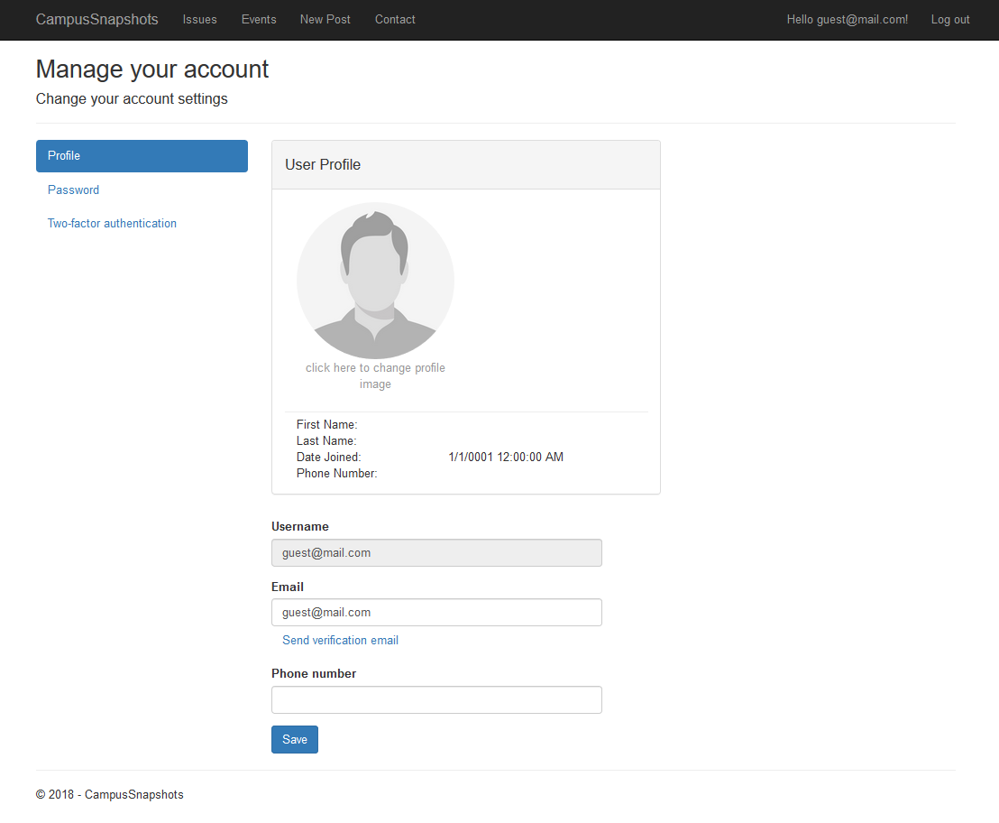 CampusSnapshots Issues Events New Post Contact Hello guest@mail.com! Log out
Manage your account
Change your account settings
Profile
Password
Two-factor authentication
User Profile
click here to change profile
image
First Name:
Last Name:
Date Joined: 1/1/0001 12:00:00 AM
Phone Number:
Username
guest@mail.com
Email
guest@mail.com
Send verification email
Phone number
Save
© 2018 - CampusSnapshots